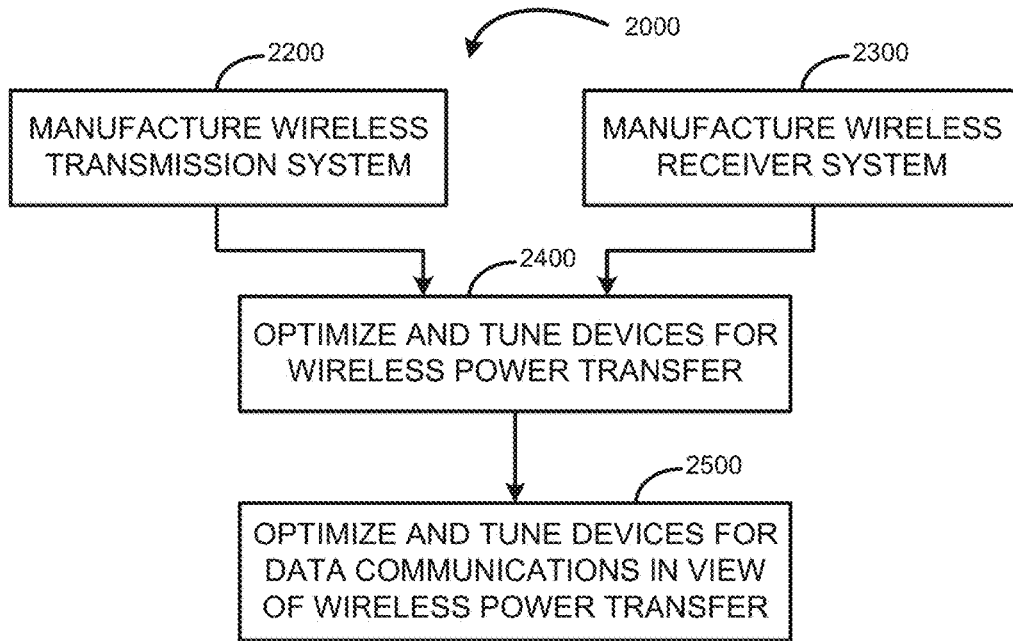 2000
2200
2300
MANUFACTURE WIRELESS
TRANSMISSION SYSTEM
MANUFACTURE WIRELESS
RECEIVER SYSTEM
2400
OPTIMIZE AND TUNE DEVICES FOR
WIRELESS POWER TRANSFER
2500
OPTIMIZE AND TUNE DEVICES FOR
DATA COMMUNICATIONS IN VIEW
OF WIRELESS POWER TRANSFER